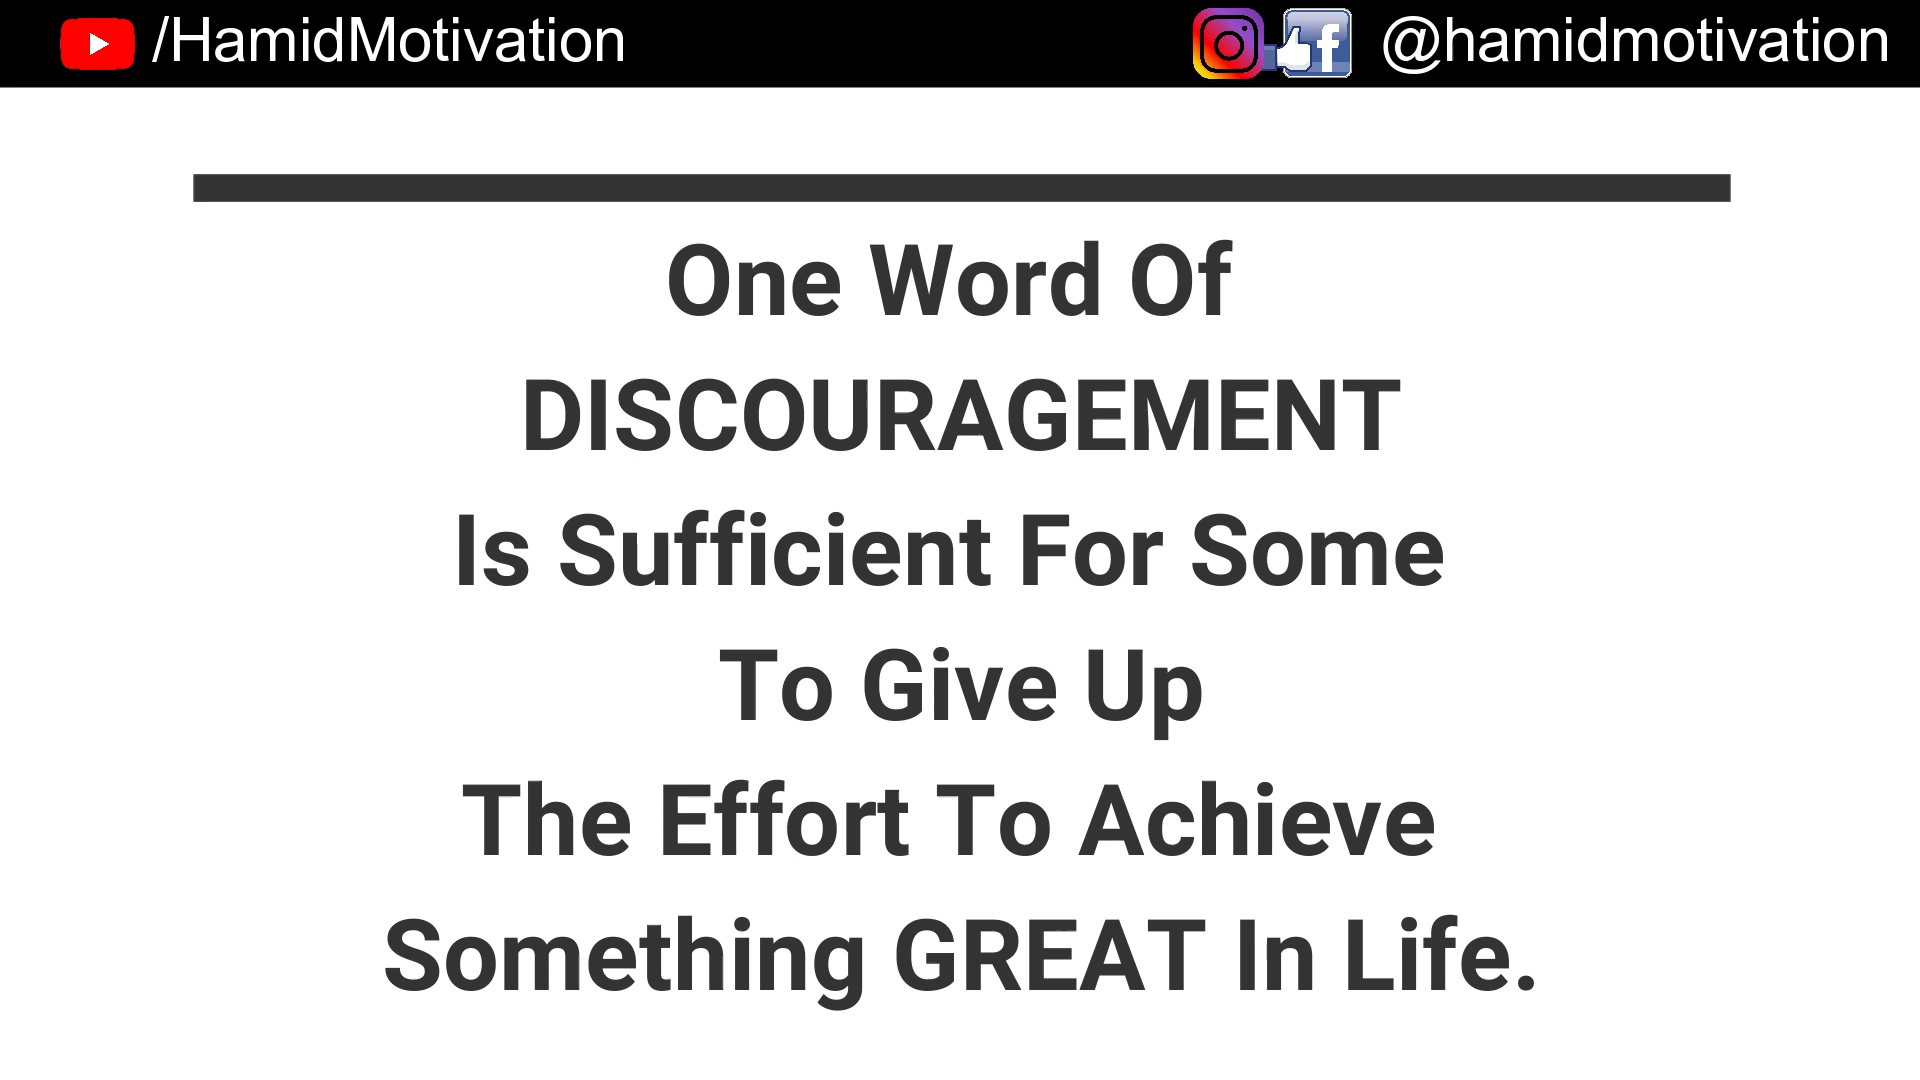 /HamidMotivation
@hamidmotivation
One Word Of
DISCOURAGEMENT
Is Sufficient For Some
To Give Up
The Effort To Achieve
Something GREAT In Life.